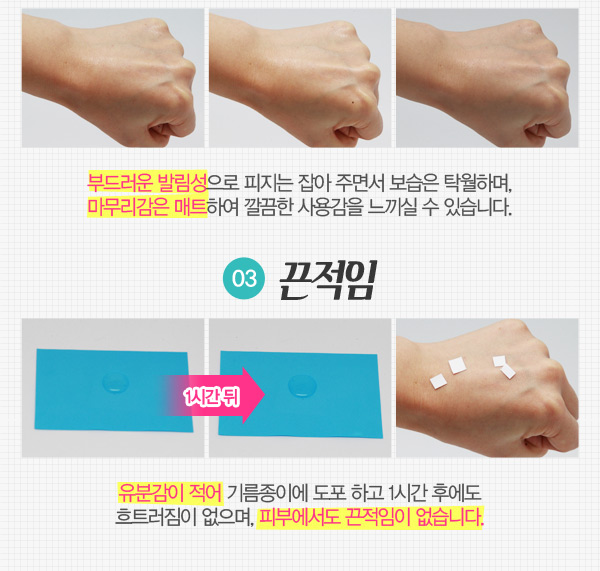 부드러운 발림성으로 피지는 잡아 주면서 보습은 탁월하며,
마무리감은 매트하여 깔끔한 사용감을 느끼실 수 있습니다.
03 끈적임
1시간 뒤
유분감이 적어 기름종이에 도포 하고 1시간 후에도
흐트러짐이 없으며, 피부에서도 끈적임이 없습니다.